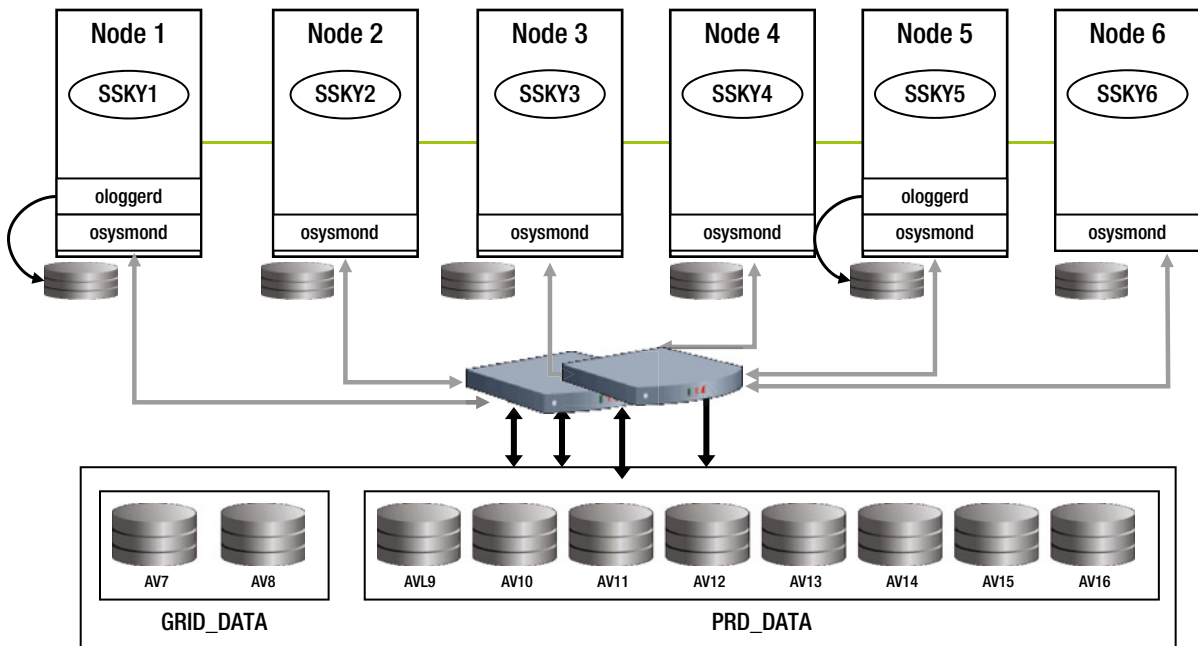 Node 1
Node 2
Node 3
Node 4
Node 5
Node 6
SSKY1
SSKY2
SSKY3
SSKY4
SSKY5
SSKY6
ologgerd
ologgerd
osysmond
osysmond
osysmond
osysmond
osysmond
osysmond
AV7
AV8
AVL9
AV10
AV11
AV12
AV13
AV14
AV15
AV16
GRID_DATA
PRD_DATA